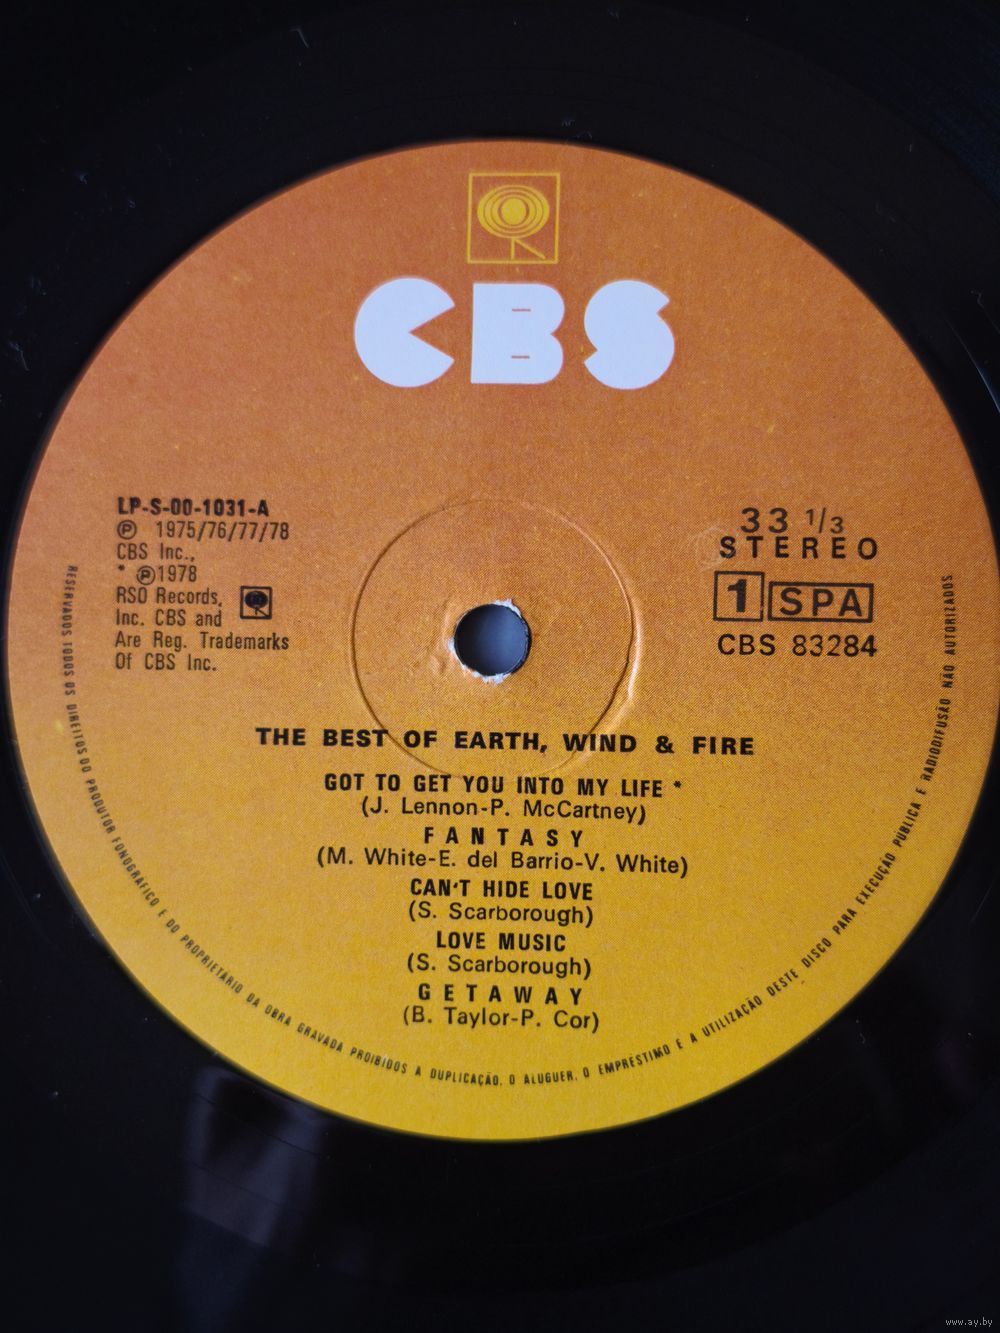 CBS
LP-S-00-1031-A
Ⓟ 1975/76/77/78
CBS Inc.,
* Ⓟ1978
RSO Records,
Inc. CBS and
Are Reg. Trademarks
Of CBS Inc.
33 1/3
STEREO
1 SPA
CBS 83284
THE BEST OF EARTH, WIND & FIRE
GOT TO GET YOU INTO MY LIFE *
(J. Lennon-P. McCartney)
FANTASY
(M. White-E. del Barrio-V. White)
CAN'T HIDE LOVE
(S. Scarborough)
LOVE MUSIC
(S. Scarborough)
GETAWAY
(B. Taylor-P. Cor)
RESERVADOS TODOS OS DIREITOS DO PRODUTOR FONOGRÁFICO E DO PROPRIETÁRIO DA OBRA GRAVADA PROIBIDOS A DUPLICAÇÃO, O ALUGUER, O EMPRÉSTIMO E A UTILIZAÇÃO DESTE DISCO PARA EXECUÇÃO PÚBLICA E RADIODIFUSÃO NÃO AUTORIZADOS
www.ay.by